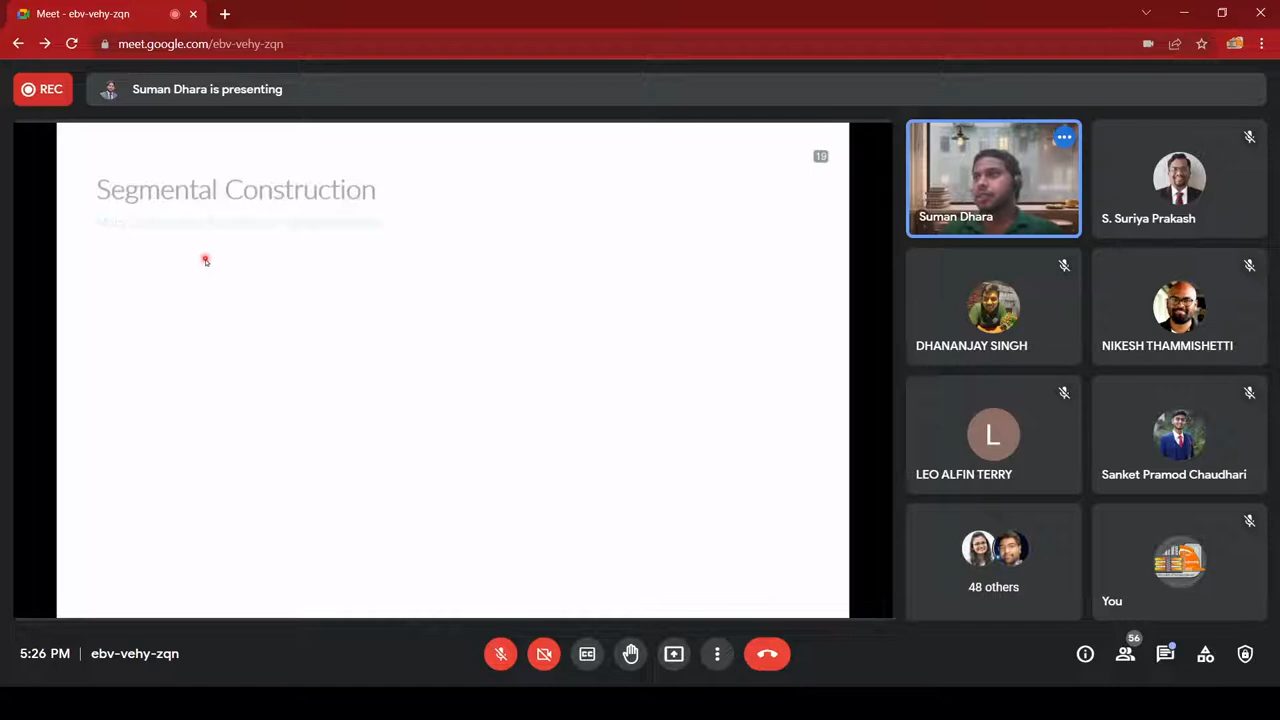 Meet - ebv-vehy-zqn
meet.google.com/ebv-vehy-zqn
REC
Suman Dhara is presenting
19
Segmental Construction
Suman Dhara
S. Suriya Prakash
DHANANJAY SINGH
NIKESH THAMMISHETTI
L
LEO ALFIN TERRY
Sanket Pramod Chaudhari
48 others
You
5:26 PM
ebv-vehy-zqn
CC
56